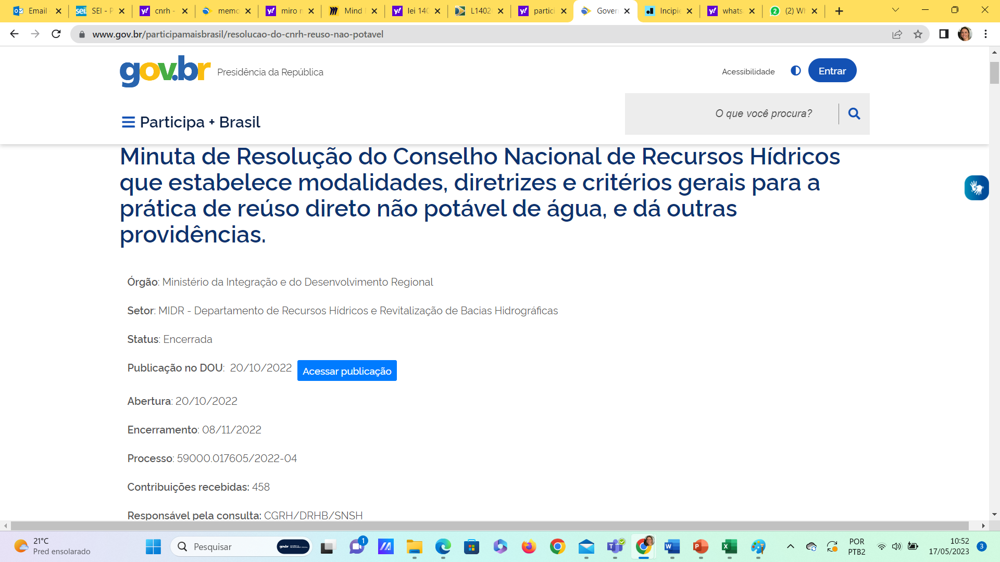 Email
SEI - P
cnrh -
memo
miro n
Mind
lei 140
L1402
partici
Govern
Incipie
whats
(2) Wh
www.gov.br/participamaisbrasil/resolucao-do-cnrh-reuso-nao-potavel
gov.br Presidência da República
Acessibilidade
Entrar
O que você procura?
Participa + Brasil
Minuta de Resolução do Conselho Nacional de Recursos Hídricos
que estabelece modalidades, diretrizes e critérios gerais para a
prática de reúso direto não potável de água, e dá outras
providências.
Órgão: Ministério da Integração e do Desenvolvimento Regional
Setor: MIDR - Departamento de Recursos Hídricos e Revitalização de Bacias Hidrográficas
Status: Encerrada
Publicação no DOU: 20/10/2022 Acessar publicação
Abertura: 20/10/2022
Encerramento: 08/11/2022
Processo: 59000.017605/2022-04
Contribuições recebidas: 458
Responsável pela consulta: CGRH/DRHB/SNSH
21°C
Pred ensolarado
Pesquisar
1
POR
PTB2
10:52
17/05/2023
3